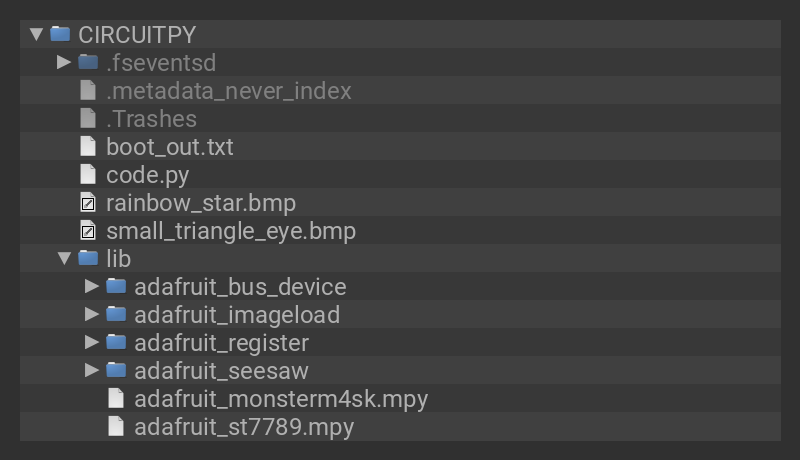 CIRCUITPY
.fseventsd
.metadata_never_index
.Trashes
boot_out.txt
code.py
rainbow_star.bmp
small_triangle_eye.bmp
lib
adafruit_bus_device
adafruit_imageload
adafruit_register
adafruit_seesaw
adafruit_monsterm4sk.mpy
adafruit_st7789.mpy